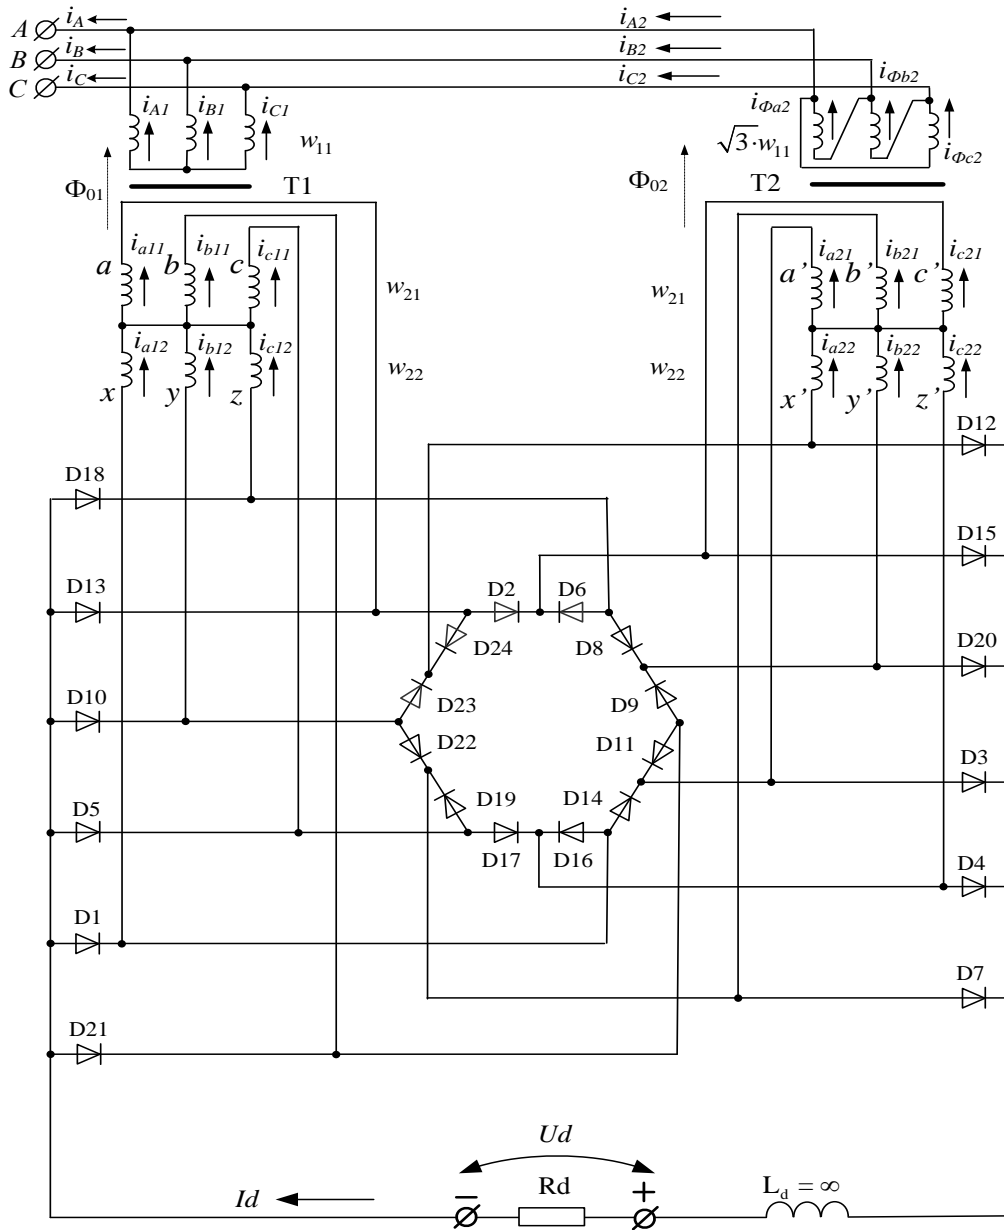 A
i_A
i_A2
B
i_B
i_B2
C
i_C
i_C2
i_Фb2
i_A1
i_B1
i_C1
i_Фa2
w_11
√3·w_11
i_Фc2
Φ_01
T1
Φ_02
T2
a
i_a11
b
i_b11
c
i_c11
a’
i_a21
b’
i_b21
c’
i_c21
w_21
w_21
i_a12
i_b12
i_c12
i_a22
i_b22
i_c22
w_22
w_22
x
y
z
x’
y’
z’
D12
D18
D15
D13
D2
D6
D24
D8
D20
D10
D23
D9
D22
D11
D3
D5
D19
D14
D17
D16
D4
D1
D7
D21
Ud
Id
−
Rd
+
L_d = ∞